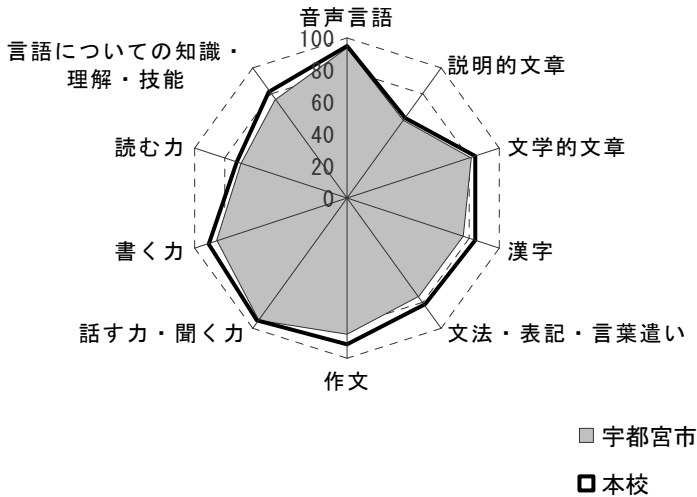 音声言語
説明的文章
文学的文章
漢字
文法・表記・言葉遣い
作文
話す力・聞く力
書く力
読む力
言語についての知識・
理解・技能
100
80
60
40
20
0
宇都宮市
本校